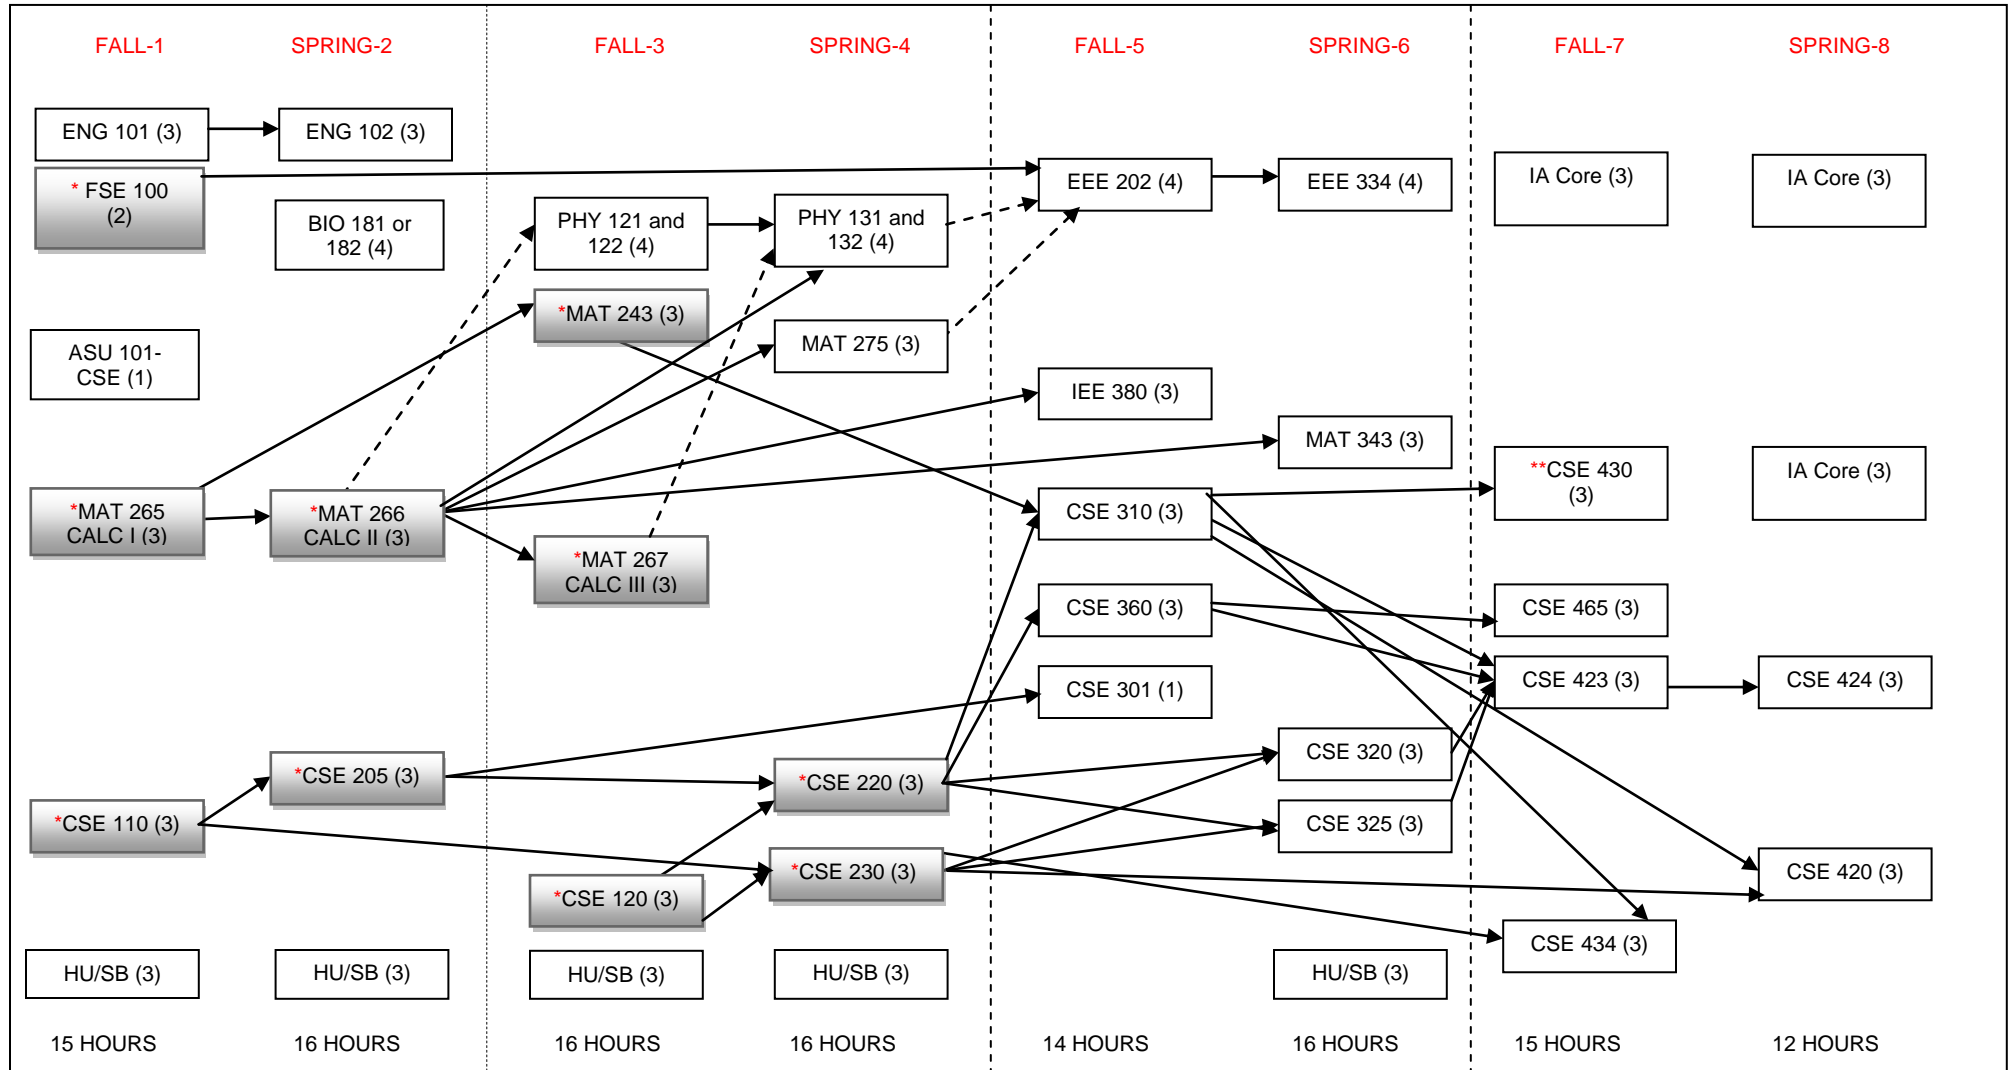 FALL-1
SPRING-2
FALL-3
SPRING-4
FALL-5
SPRING-6
FALL-7
SPRING-8
ENG 101 (3)
* FSE 100
(2)
ASU 101-
CSE (1)
*MAT 265
CALC I (3)
*CSE 110 (3)
HU/SB (3)
15 HOURS
ENG 102 (3)
BIO 181 or
182 (4)
*MAT 266
CALC II (3)
*CSE 205 (3)
HU/SB (3)
16 HOURS
PHY 121 and
122 (4)
*MAT 243 (3)
*MAT 267
CALC III (3)
*CSE 120 (3)
HU/SB (3)
16 HOURS
PHY 131 and
132 (4)
MAT 275 (3)
*CSE 220 (3)
*CSE 230 (3)
HU/SB (3)
16 HOURS
EEE 202 (4)
IEE 380 (3)
CSE 310 (3)
CSE 360 (3)
CSE 301 (1)
14 HOURS
EEE 334 (4)
MAT 343 (3)
CSE 320 (3)
CSE 325 (3)
HU/SB (3)
16 HOURS
IA Core (3)
**CSE 430
(3)
CSE 465 (3)
CSE 423 (3)
CSE 434 (3)
15 HOURS
IA Core (3)
IA Core (3)
CSE 424 (3)
CSE 420 (3)
12 HOURS